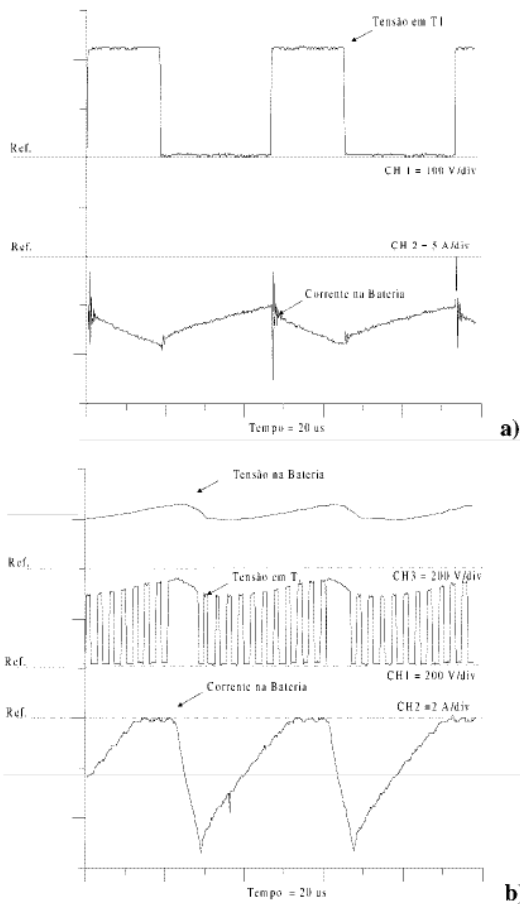 Tensão em T1
Ref.
CH 1 = 100 V/div
Ref.
CH 2 = 5 A/div
Corrente na Bateria
Tempo = 20 us
a)
Tensão na Bateria
Ref.
Tensão em T
CH3 = 200 V/div
Ref.
CH1 = 200 V/div
Corrente na Bateria
Ref.
CH2 = 2 A/div
Tempo = 20 us
b)